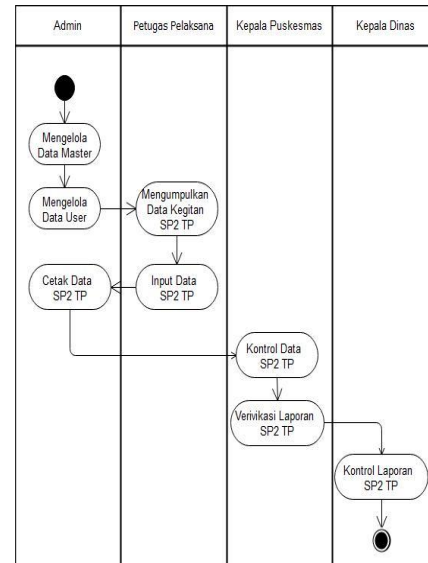 Admin
Petugas Pelaksana
Kepala Puskesmas
Kepala Dinas
Mengelola
Data Master
Mengelola
Data User
Mengumpulkan
Data Kegitan
SP2 TP
Cetak Data
SP2 TP
Input Data
SP2 TP
Kontrol Data
SP2 TP
Verivikasi Laporan
SP2 TP
Kontrol Laporan
SP2 TP